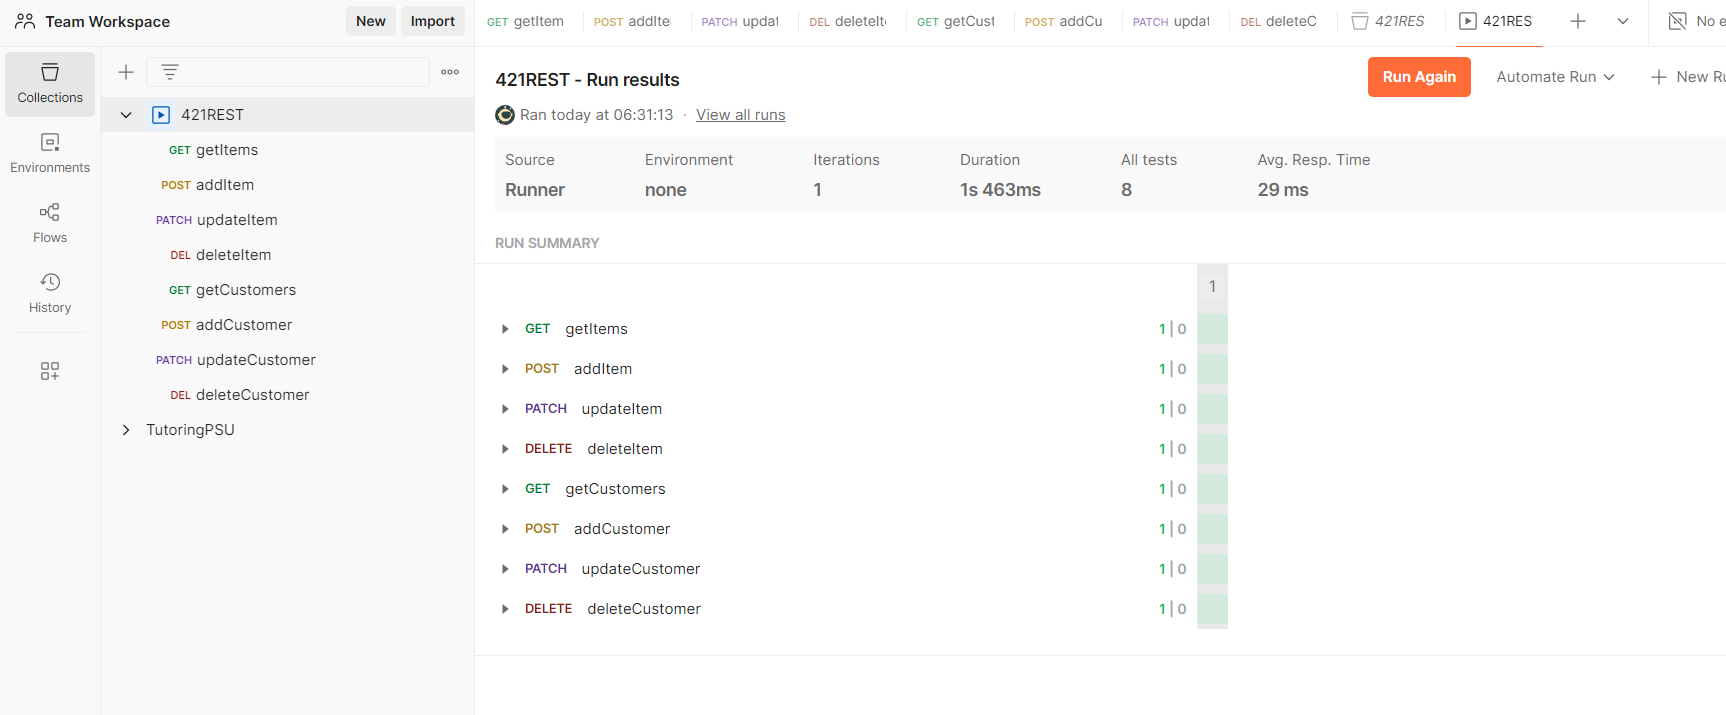 Team Workspace
New
Import
GET getItem
POST addIte
PATCH updat
DEL deleteIt
GET getCust
POST addCu
PATCH updat
DEL deleteC
421RES
421RES
No e
Collections
Environments
Flows
History
421REST
GET getItems
POST addItem
PATCH updateItem
DEL deleteItem
GET getCustomers
POST addCustomer
PATCH updateCustomer
DEL deleteCustomer
TutoringPSU
421REST - Run results
Run Again
Automate Run
New Ru
Ran today at 06:31:13 · View all runs
Source Environment Iterations Duration All tests Avg. Resp. Time
Runner none 1 1s 463ms 8 29 ms
RUN SUMMARY
1
GET getItems 1 | 0
POST addItem 1 | 0
PATCH updateItem 1 | 0
DELETE deleteItem 1 | 0
GET getCustomers 1 | 0
POST addCustomer 1 | 0
PATCH updateCustomer 1 | 0
DELETE deleteCustomer 1 | 0